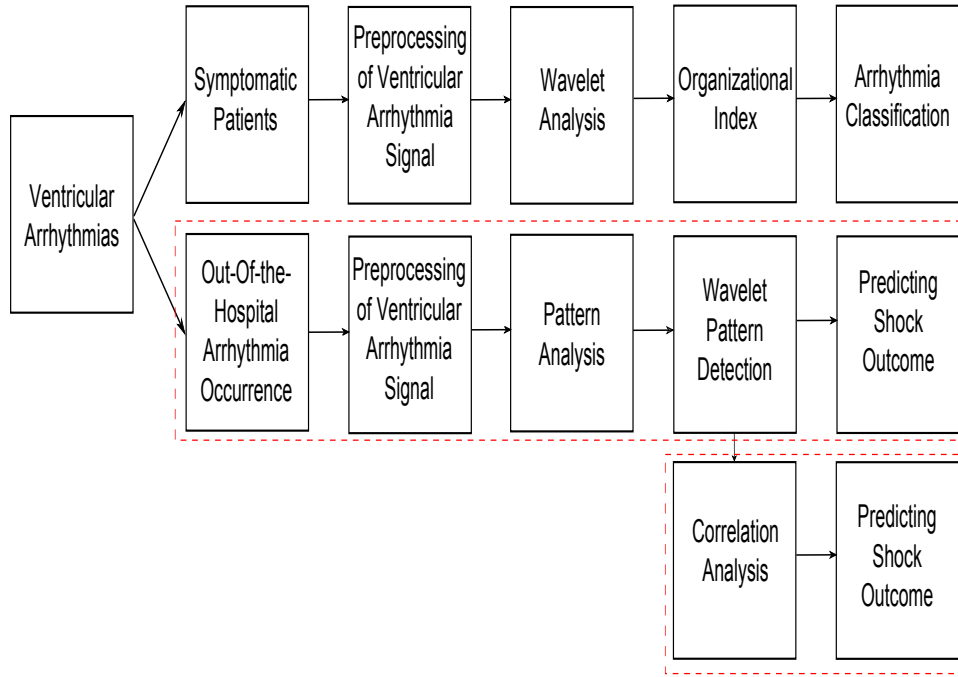 Ventricular
Arrhythmias
Symptomatic
Patients
Preprocessing
of Ventricular
Arrhythmia
Signal
Wavelet
Analysis
Organizational
Index
Arrhythmia
Classification
Out-Of-the-
Hospital
Arrhythmia
Occurrence
Preprocessing
of Ventricular
Arrhythmia
Signal
Pattern
Analysis
Wavelet
Pattern
Detection
Predicting
Shock
Outcome
Correlation
Analysis
Predicting
Shock
Outcome